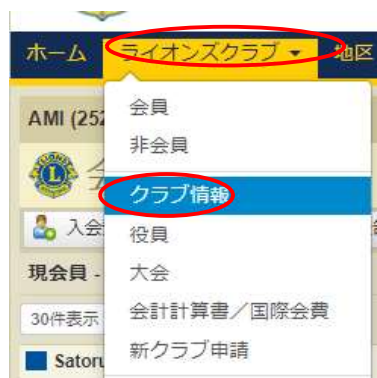 ホーム ライオンズクラブ 地区
会員
AMI (252
非会員
クラブ情報
入会
役員
現会員 -
大会
30件表示
会計計算書／国際会費
新クラブ申請
Satoru